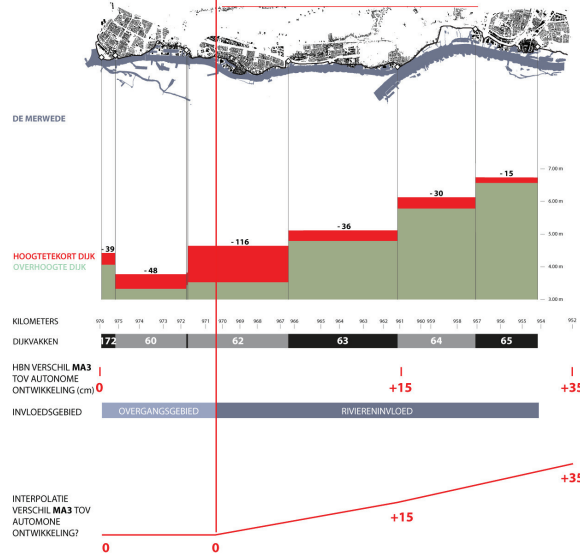 DE MERWEDE
7.00 m
6.00 m
5.00 m
4.00 m
3.00 m
- 39
- 48
- 116
- 36
- 30
- 15
HOOGTETEKORT DIJK
OVERHOOGTE DIJK
KILOMETERS
976 975 974 973 972 971 970 969 968 967 966 965 964 963 962 961 960 959 958 957 956 955 954 952
DIJKVAKKEN
172 60 62 63 64 65
HBN VERSCHIL MA3
TOV AUTONOME
ONTWIKKELING (cm)
0 +15 +35
INVLOEDSGEBIED
OVERGANGSGEBIED RIVIERENINVLOED
INTERPOLATIE
VERSCHIL MA3 TOV
AUTOMONE
ONTWIKKELING?
0 0 +15 +35